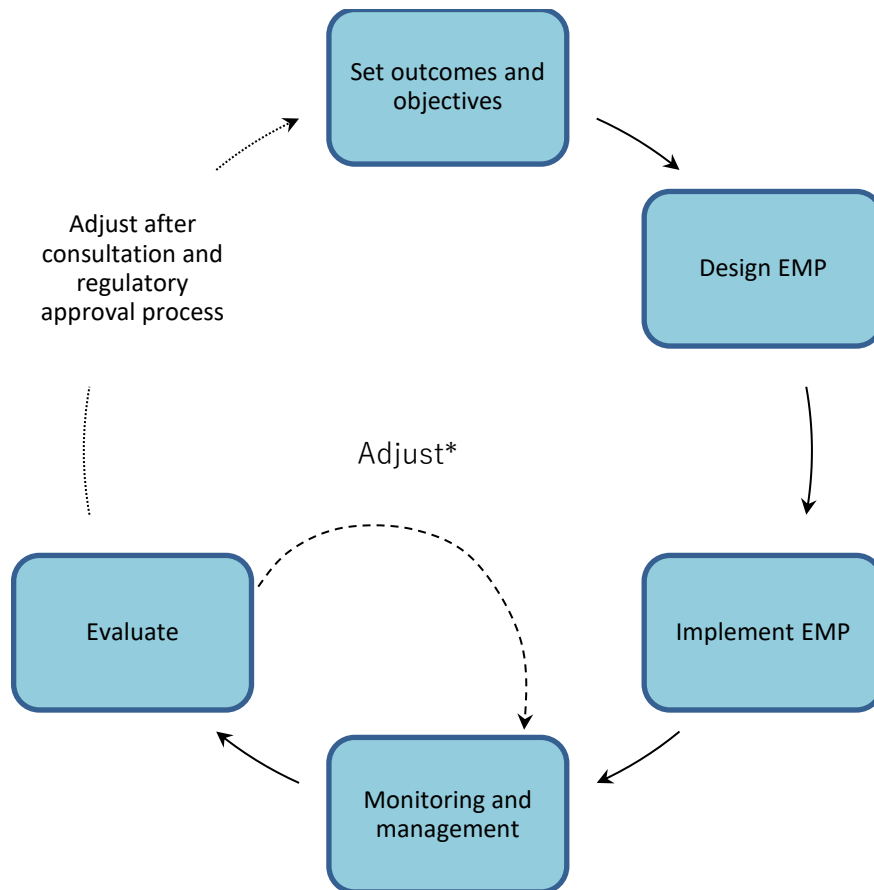 Set outcomes and
objectives
Design EMP
Implement EMP
Monitoring and
management
Evaluate
Adjust after
consultation and
regulatory
approval process
Adjust*